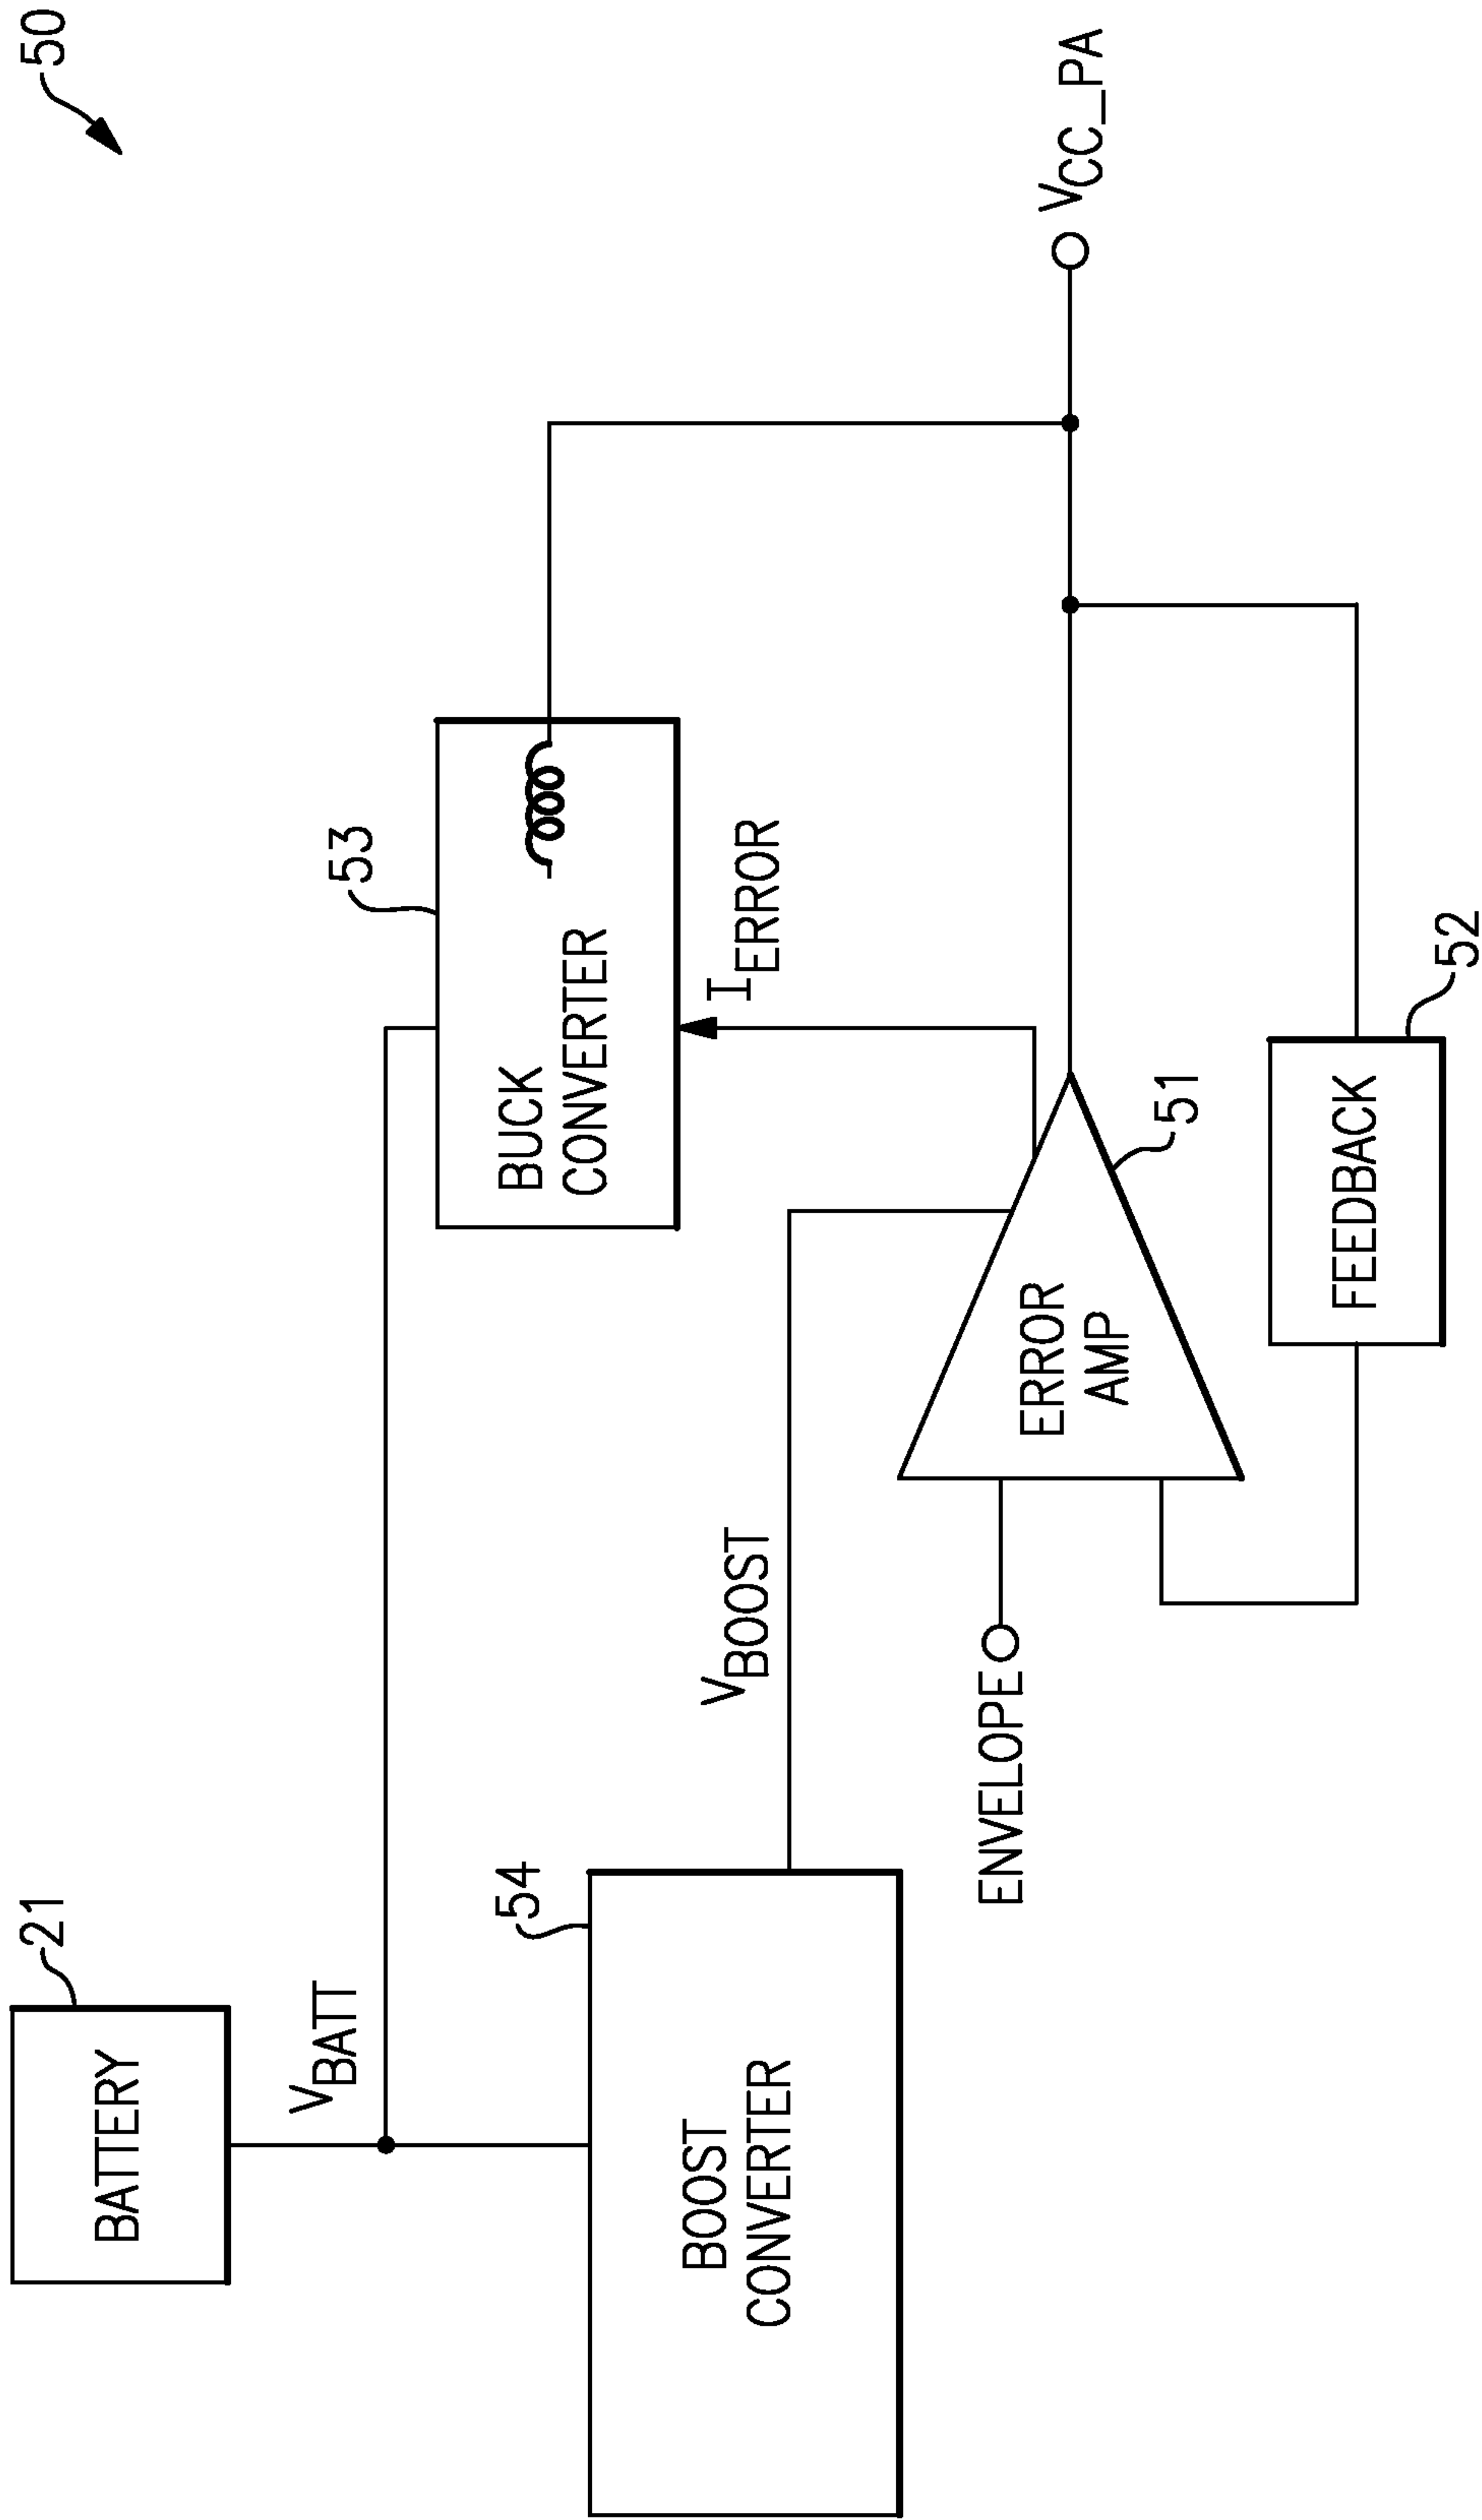 50
BATTERY
21
VBATT
53
BUCK
CONVERTER
54
BOOST
CONVERTER
VBOOST
IERROR
ENVELOPE
ERROR
AMP
51
VCC_PA
FEEDBACK
52